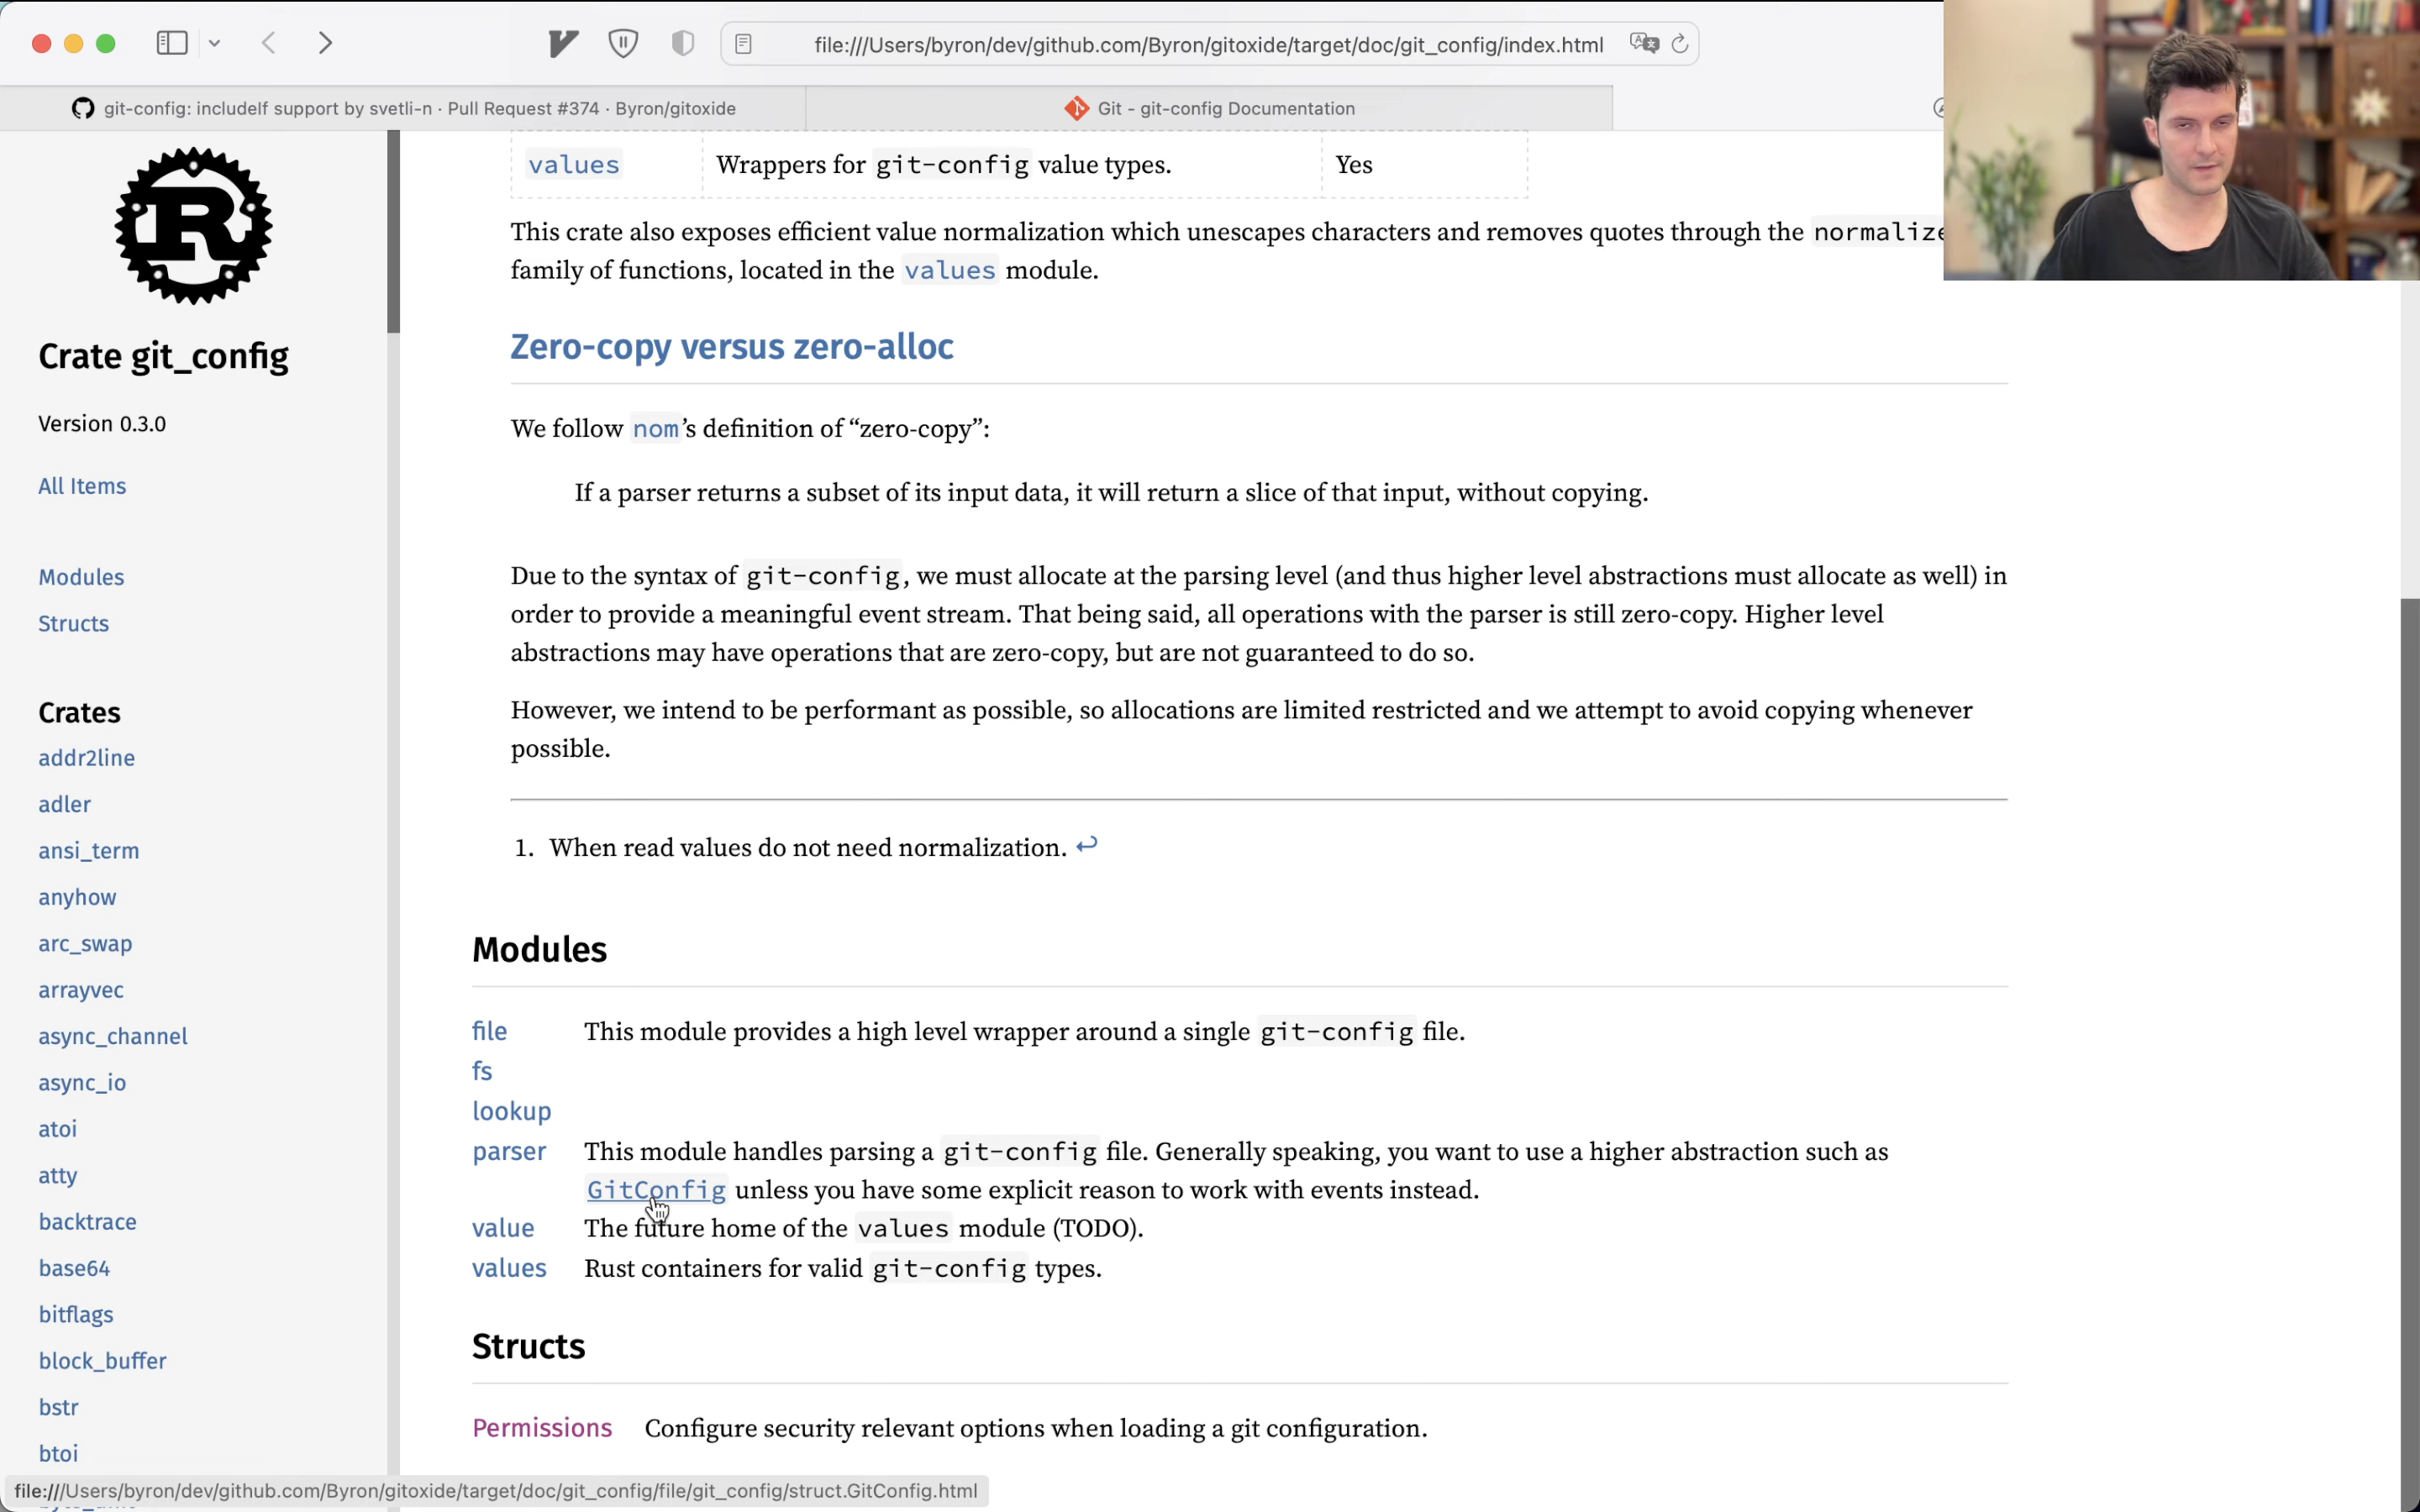 file:///Users/byron/dev/github.com/Byron/gitoxide/target/doc/git_config/index.html
git-config: includeIf support by svetli-n · Pull Request #374 · Byron/gitoxide
Git - git-config Documentation
R
Crate git_config
Version 0.3.0
All Items
Modules
Structs
Crates
addr2line
adler
ansi_term
anyhow
arc_swap
arrayvec
async_channel
async_io
atoi
atty
backtrace
base64
bitflags
block_buffer
bstr
btoi
values Wrappers for git-config value types. Yes
This crate also exposes efficient value normalization which unescapes characters and removes quotes through the normalize
family of functions, located in the values module.
Zero-copy versus zero-alloc
We follow nom’s definition of “zero-copy”:
If a parser returns a subset of its input data, it will return a slice of that input, without copying.
Due to the syntax of git-config, we must allocate at the parsing level (and thus higher level abstractions must allocate as well) in
order to provide a meaningful event stream. That being said, all operations with the parser is still zero-copy. Higher level
abstractions may have operations that are zero-copy, but are not guaranteed to do so.
However, we intend to be performant as possible, so allocations are limited restricted and we attempt to avoid copying whenever
possible.
1. When read values do not need normalization. ↩
Modules
file This module provides a high level wrapper around a single git-config file.
fs
lookup
parser This module handles parsing a git-config file. Generally speaking, you want to use a higher abstraction such as
GitConfig unless you have some explicit reason to work with events instead.
value The future home of the values module (TODO).
values Rust containers for valid git-config types.
Structs
Permissions Configure security relevant options when loading a git configuration.
file:///Users/byron/dev/github.com/Byron/gitoxide/target/doc/git_config/file/git_config/struct.GitConfig.html